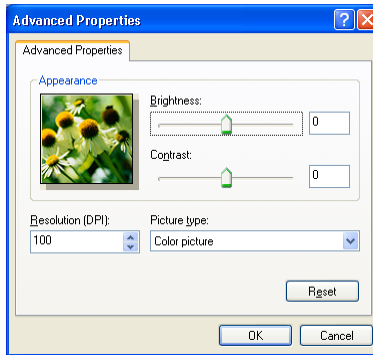 Advanced Properties
Advanced Properties
Appearance
Brightness:
0
Contrast:
0
Resolution (DPI):
Picture type:
100
Color picture
Reset
OK
Cancel